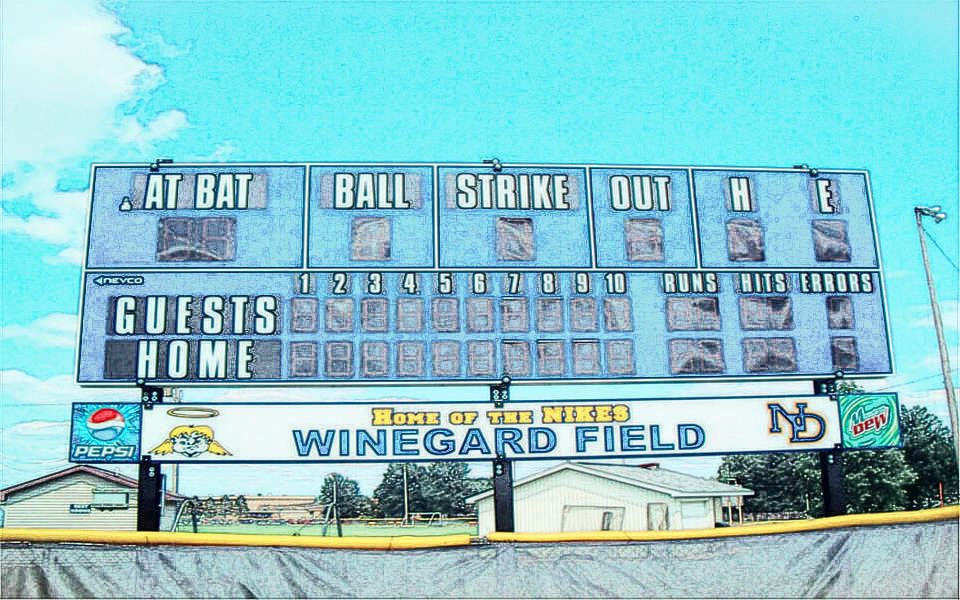 AT BAT BALL STRIKE OUT H E
NEVCO 1 2 3 4 5 6 7 8 9 10 RUNS HITS ERRORS
GUESTS
HOME
HOME OF THE NIKES
WINEGARD FIELD
PEPSI
ND
Mtn DEW